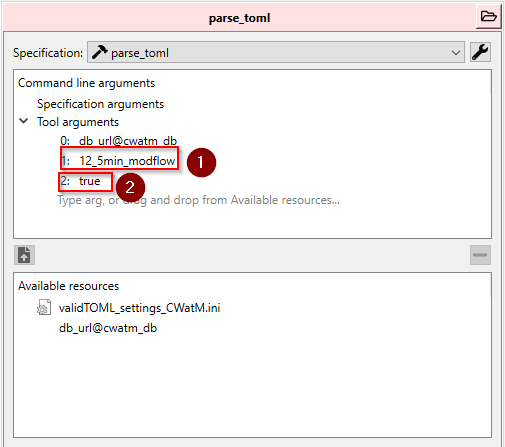 parse_toml
Specification: parse_toml
Command line arguments
Specification arguments
Tool arguments
0: db_url@cwatm_db
1: 12_5min_modflow 1
2: true 2
Type arg, or drag and drop from Available resources...
Available resources
validTOML_settings_CWatM.ini
db_url@cwatm_db